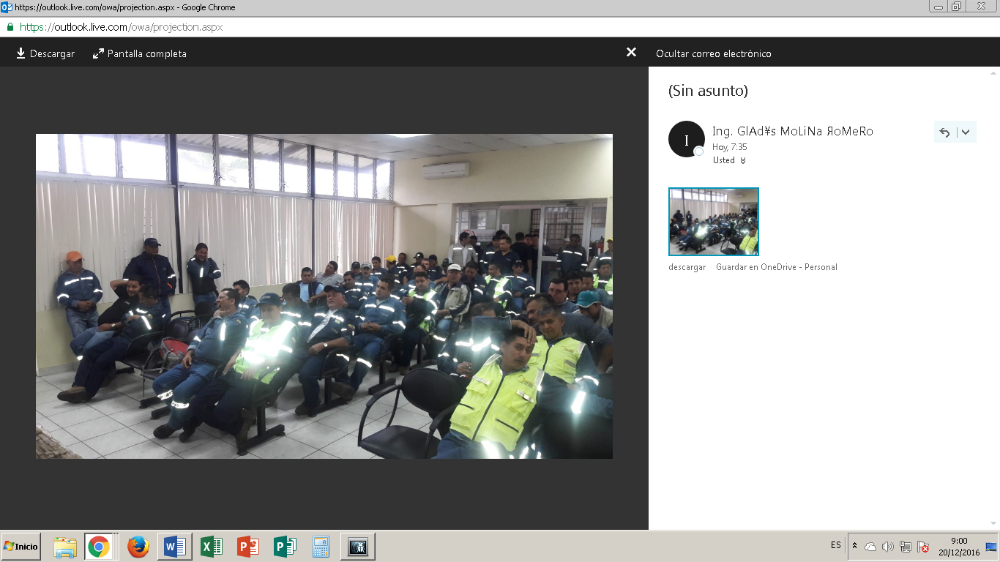 https://outlook.live.com/owa/projection.aspx - Google Chrome
https://outlook.live.com/owa/projection.aspx
Descargar
Pantalla completa
Ocultar correo electrónico
(Sin asunto)
I
Ing. GlAd¥s MoLiNa ЯoMeRo
Hoy, 7:35
Usted
descargar
Guardar en OneDrive - Personal
Inicio
ES
9:00
20/12/2016